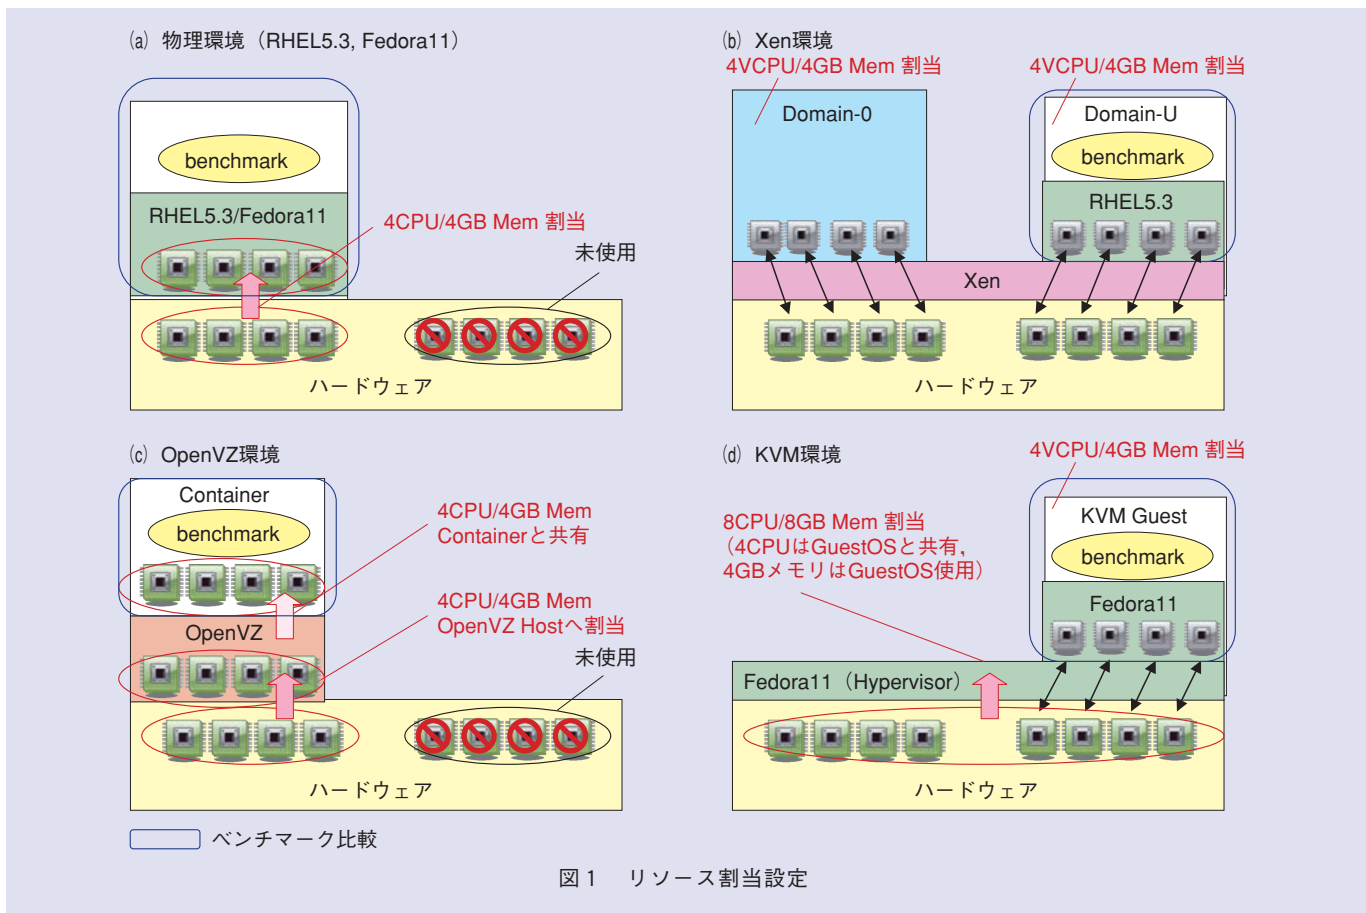 (a) 物理環境（RHEL5.3, Fedora11）
benchmark
RHEL5.3/Fedora11
4CPU/4GB Mem 割当
未使用
ハードウェア
(b) Xen環境
4VCPU/4GB Mem 割当
4VCPU/4GB Mem 割当
Domain-0
Domain-U
benchmark
RHEL5.3
Xen
ハードウェア
(c) OpenVZ環境
Container
benchmark
4CPU/4GB Mem
Containerと共有
OpenVZ
4CPU/4GB Mem
OpenVZ Hostへ割当
未使用
ハードウェア
(d) KVM環境
4VCPU/4GB Mem 割当
KVM Guest
benchmark
8CPU/8GB Mem 割当
（4CPUはGuestOSと共有,
4GBメモリはGuestOS使用）
Fedora11
Fedora11（Hypervisor）
ハードウェア
ベンチマーク比較
図1 リソース割当設定